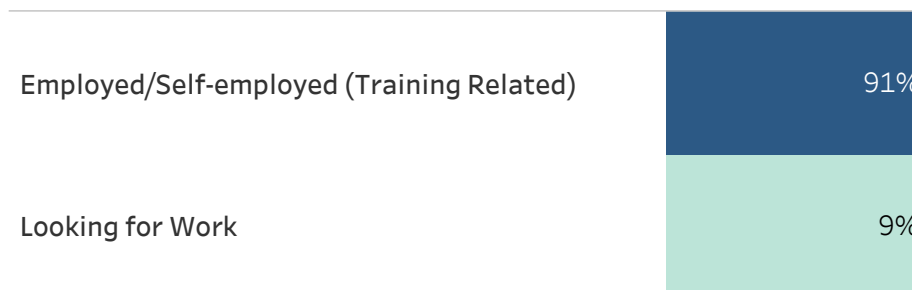 Employed/Self-employed (Training Related) 91%
Looking for Work 9%